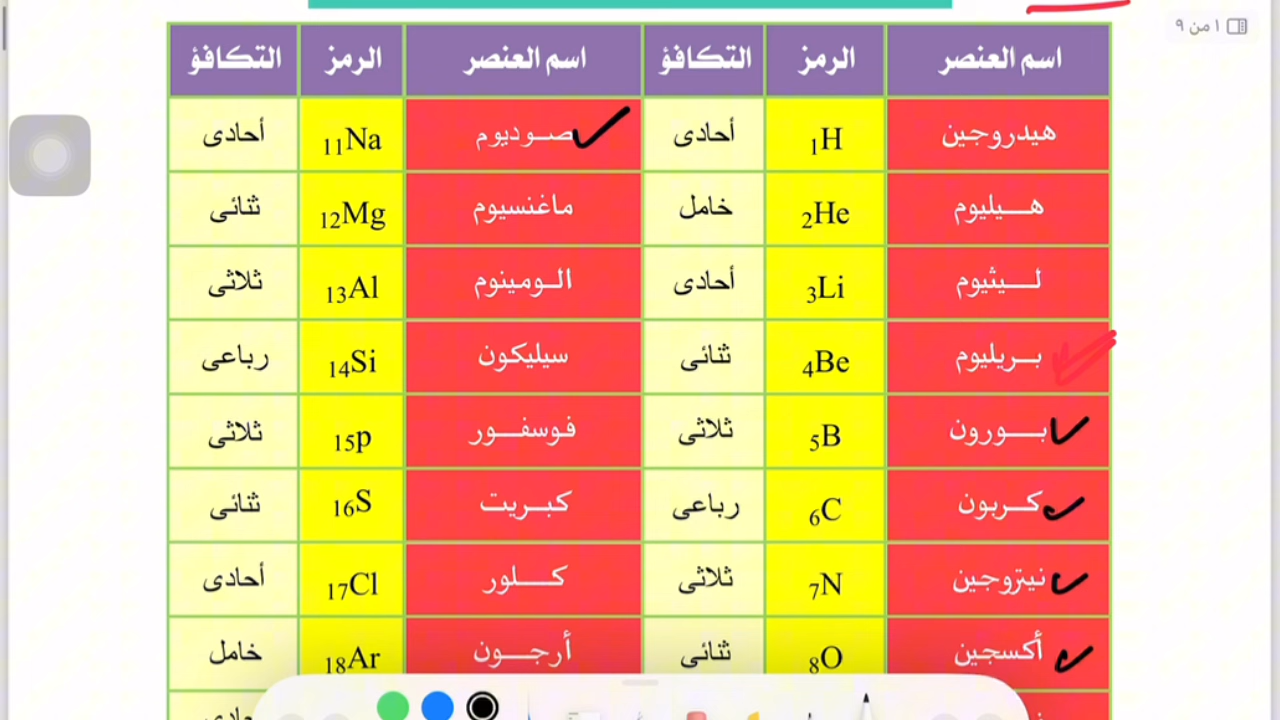 ١ من ٩
اسم العنصر الرمز التكافؤ اسم العنصر الرمز التكافؤ
هيدروجين 1H أحادى صوديوم 11Na أحادى
هيليوم 2He خامل ماغنسيوم 12Mg ثنائى
ليثيوم 3Li أحادى الومينوم 13Al ثلاثى
بريليوم 4Be ثنائى سيليكون 14Si رباعى
بورون 5B ثلاثى فوسفور 15p ثلاثى
كربون 6C رباعى كبريت 16S ثنائى
نيتروجين 7N ثلاثى كلور 17Cl أحادى
أكسجين 8O ثنائى أرجون 18Ar خامل